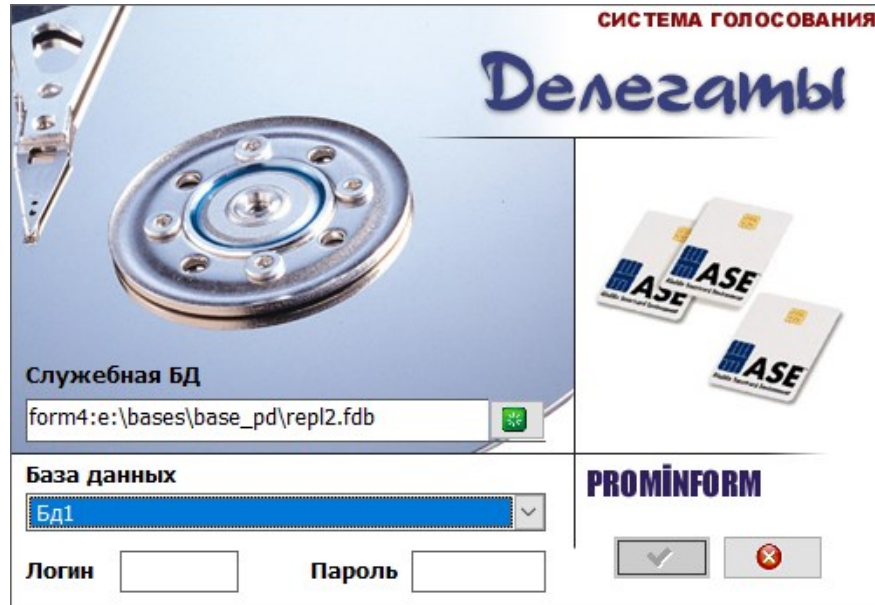 СИСТЕМА ГОЛОСОВАНИЯ
Делегаты
ASE
ASE
ASE
Служебная БД
form4:e:\bases\base_pd\repl2.fdb
База данных
PROMINFORM
Бд1
Логин
Пароль